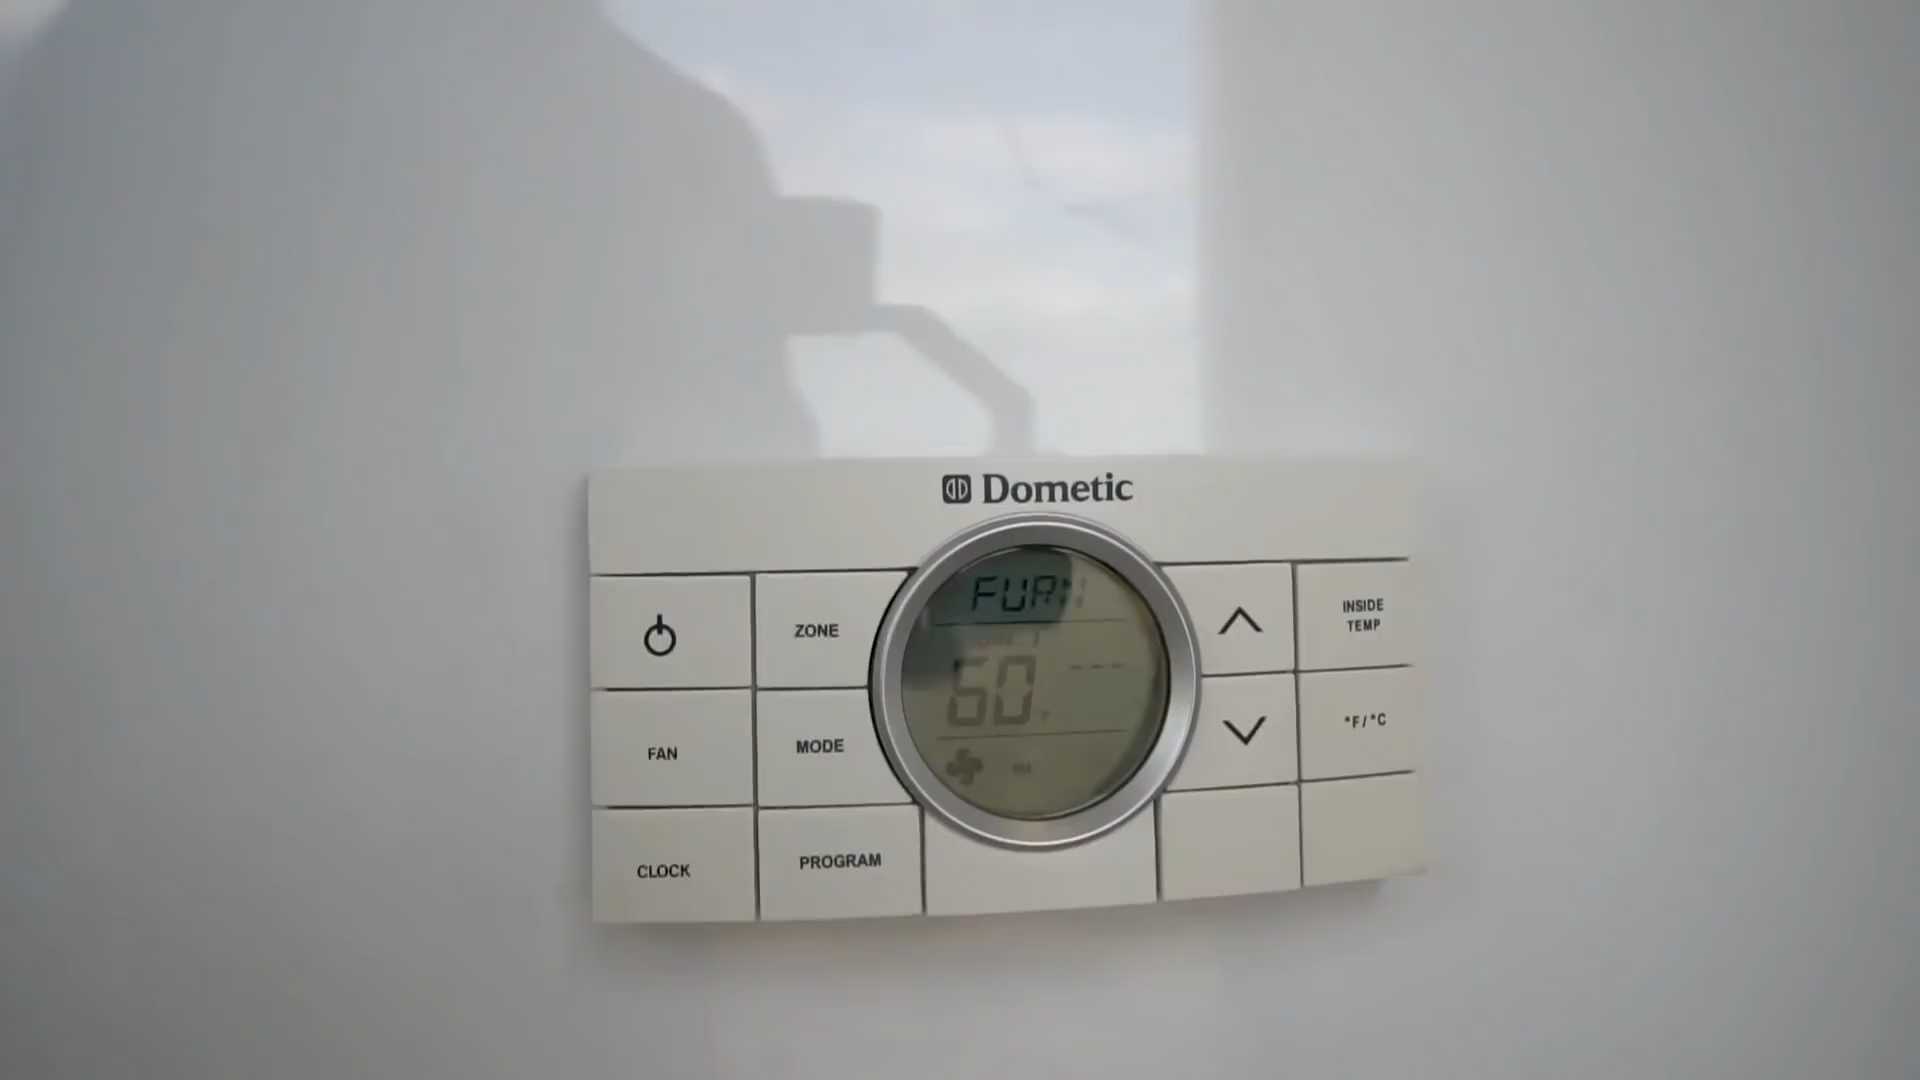 Dometic
FURN
60
ZONE
MODE
FAN
CLOCK
PROGRAM
INSIDE
TEMP
°F/°C